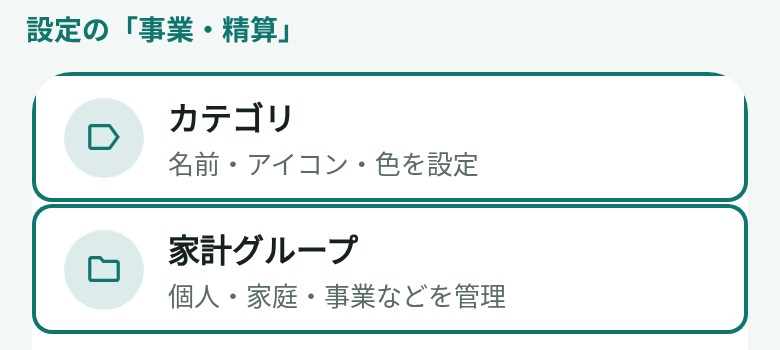 設定の「事業・精算」
カテゴリ
名前・アイコン・色を設定
家計グループ
個人・家庭・事業などを管理